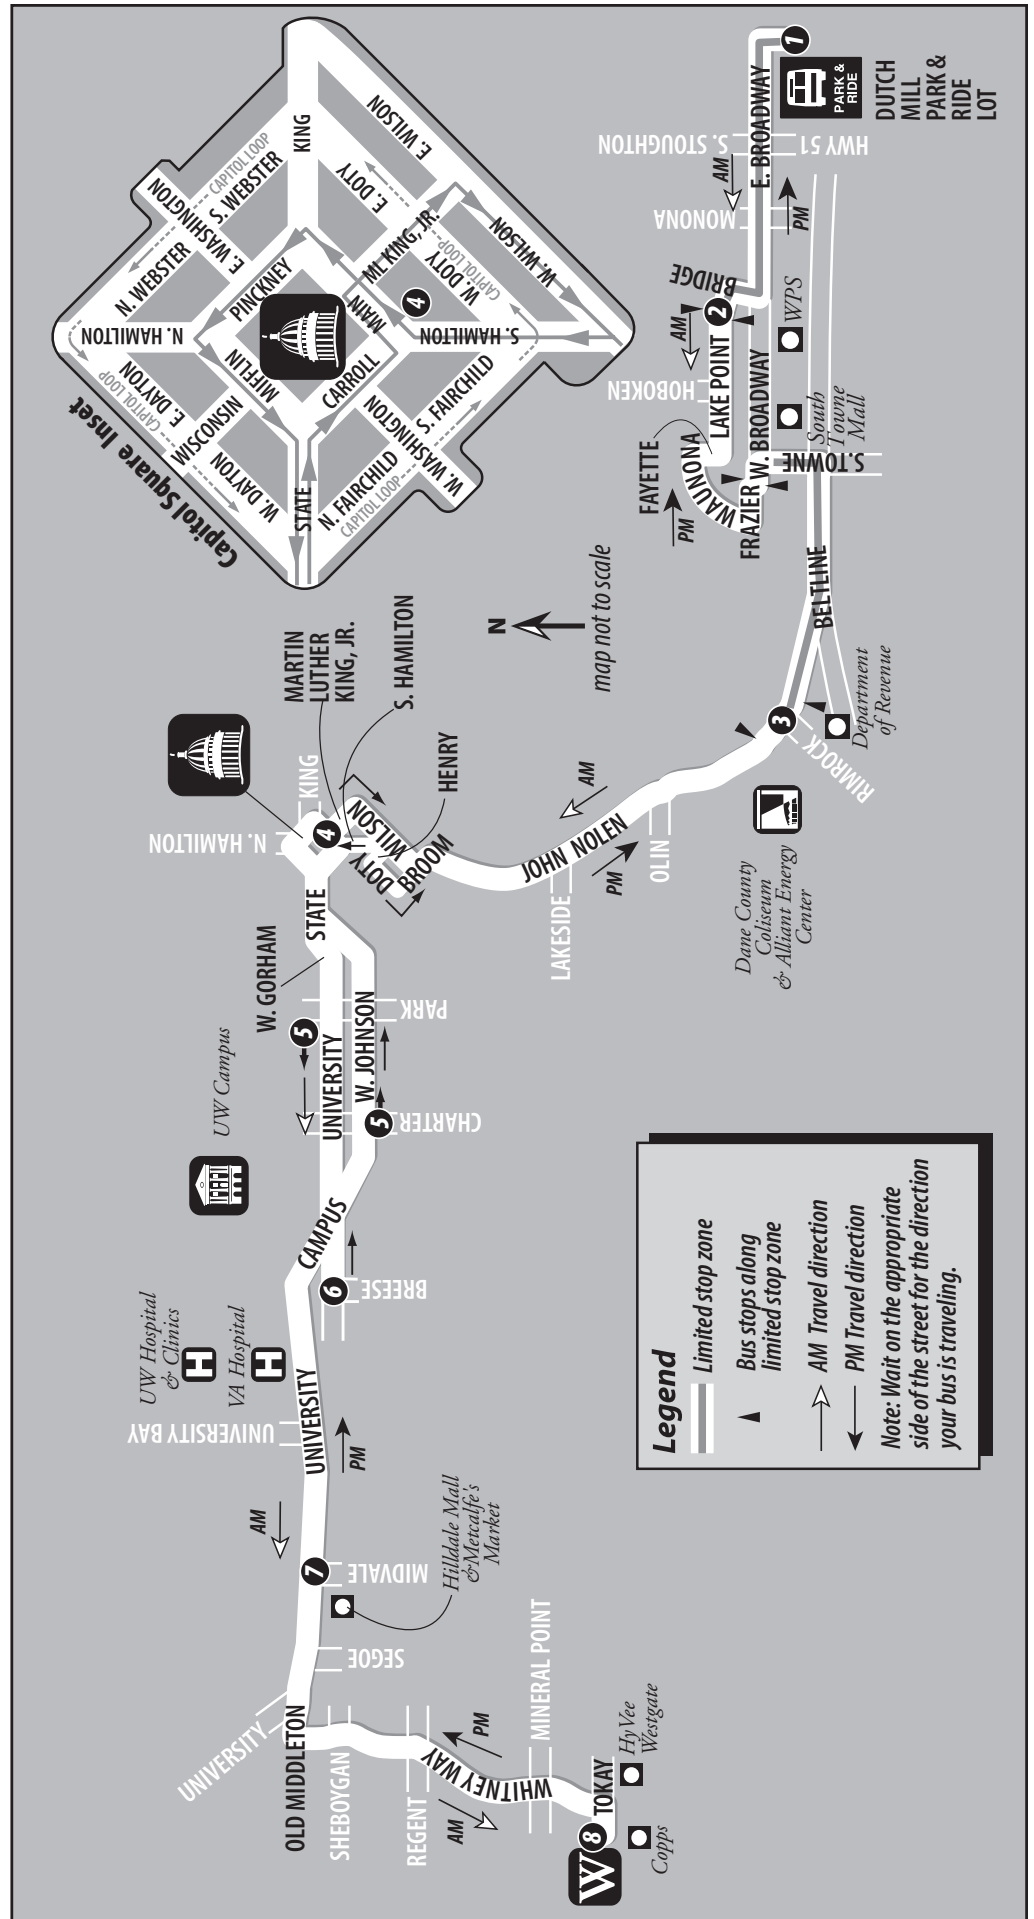 Capitol Square Inset
KING
E. WILSON
CAPITOL LOOP
S. WEBSTER
E. WASHINGTON
N. WEBSTER
E. DOTY
CAPITOL LOOP
ML KING, JR.
W. DOTY
W. WILSON
PINCKNEY
MAIN
4
N. HAMILTON
S. HAMILTON
MIFFLIN
CARROLL
CAPITOL LOOP
E. DAYTON
WISCONSIN
W. DAYTON
STATE
N. FAIRCHILD
S. FAIRCHILD
W. WASHINGTON
CAPITOL LOOP
1
PARK &
RIDE
DUTCH
MILL
PARK &
RIDE
LOT
E. BROADWAY
S. STOUGHTON
HWY 51
AM
PM
MONONA
BRIDGE
2
AM
WPS
LAKE POINT
HOBOKEN
W. BROADWAY
South
Towne
Mall
S. TOWNE
FAYETTE
WAUNONA
PM
FRAZIER
BELTLINE
N
map not to scale
Department
of Revenue
3
RIMROCK
Dane County
Coliseum
& Alliant Energy
Center
AM
JOHN NOLEN
PM
OLIN
LAKESIDE
MARTIN
LUTHER
KING, JR.
S. HAMILTON
HENRY
KING
N. HAMILTON
4
WILSON
DOTY
BROOM
STATE
W. GORHAM
PARK
5
UNIVERSITY
W. JOHNSON
5
CHARTER
UW Campus
CAMPUS
6
BREESE
UW Hospital
& Clinics
H
VA Hospital
H
UNIVERSITY BAY
UNIVERSITY
PM
AM
7
MIDVALE
Hilldale Mall
&Metcalfe's
Market
SEGOE
UNIVERSITY
OLD MIDDLETON
SHEBOYGAN
REGENT
WHITNEY WAY
PM
AM
MINERAL POINT
TOKAY
HyVee
Westgate
8
W
Copps
Legend
Limited stop zone
Bus stops along
limited stop zone
AM Travel direction
PM Travel direction
Note: Wait on the appropriate
side of the street for the direction
your bus is traveling.